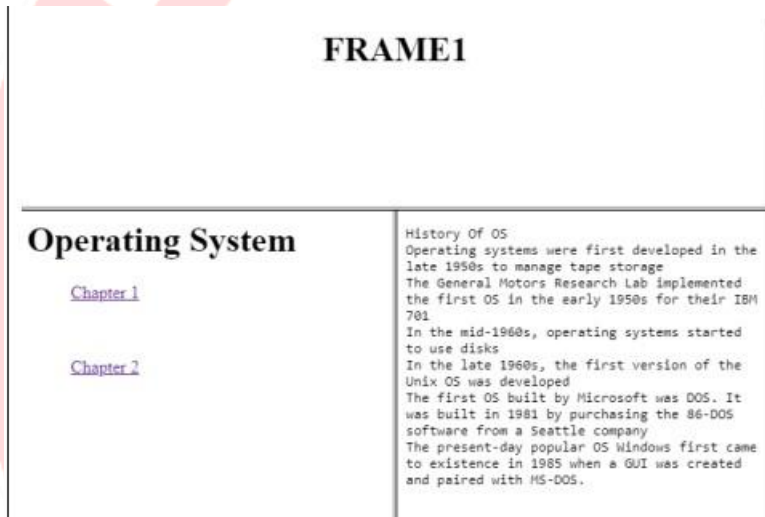 FRAME1
Operating System
Chapter 1
Chapter 2
History Of OS
Operating systems were first developed in the
late 1950s to manage tape storage
The General Motors Research Lab implemented
the first OS in the early 1950s for their IBM
701
In the mid-1960s, operating systems started
to use disks
In the late 1960s, the first version of the
Unix OS was developed
The first OS built by Microsoft was DOS. It
was built in 1981 by purchasing the 86-DOS
software from a Seattle company
The present-day popular OS Windows first came
to existence in 1985 when a GUI was created
and paired with MS-DOS.